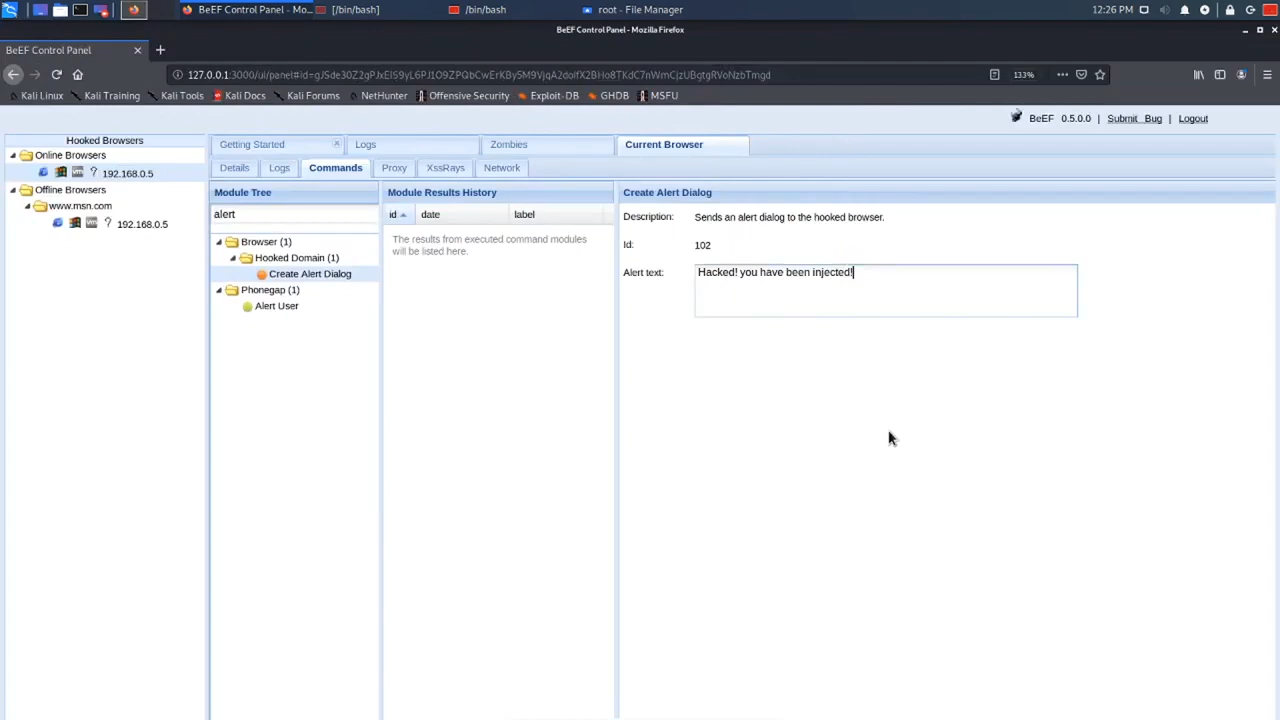 BeEF Control Panel - Mo...
[/bin/bash]
/bin/bash
root - File Manager
12:26 PM
BeEF Control Panel - Mozilla Firefox
BeEF Control Panel
133%
Kali Linux
Kali Training
Kali Tools
Kali Docs
Kali Forums
NetHunter
Offensive Security
Exploit-DB
GHDB
MSFU
BeEF 0.5.0.0 | Submit Bug | Logout
Hooked Browsers
Online Browsers
? 192.168.0.5
Offline Browsers
www.msn.com
? 192.168.0.5
Getting Started
Logs
Zombies
Current Browser
Details
Logs
Commands
Proxy
XssRays
Network
Module Tree
alert
Browser (1)
Hooked Domain (1)
Create Alert Dialog
Phonegap (1)
Alert User
Module Results History
id
date
label
The results from executed command modules
will be listed here.
Create Alert Dialog
Description: Sends an alert dialog to the hooked browser.
Id: 102
Alert text: Hacked! you have been injected!